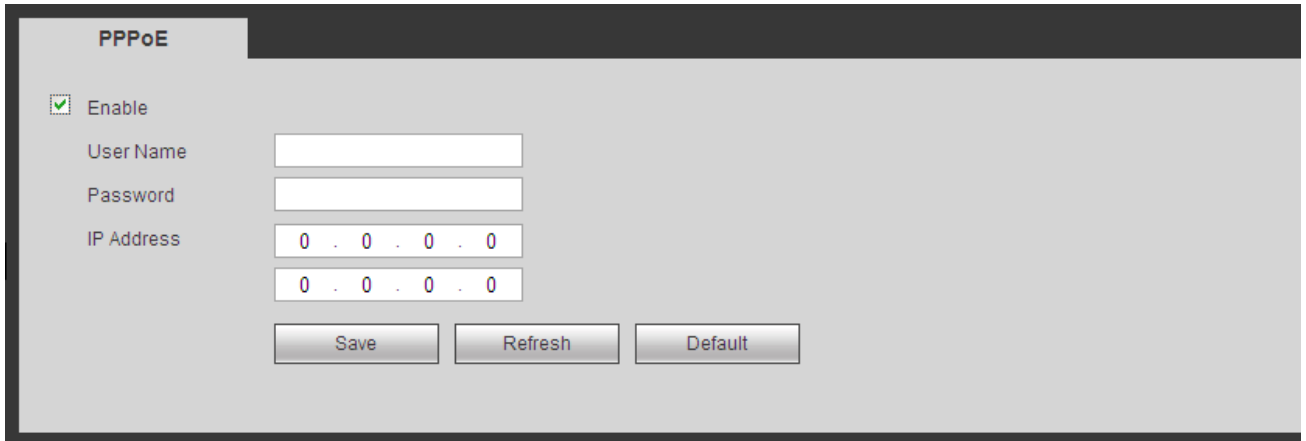 PPPoE
Enable
User Name
Password
IP Address 0 . 0 . 0 . 0
0 . 0 . 0 . 0
Save Refresh Default